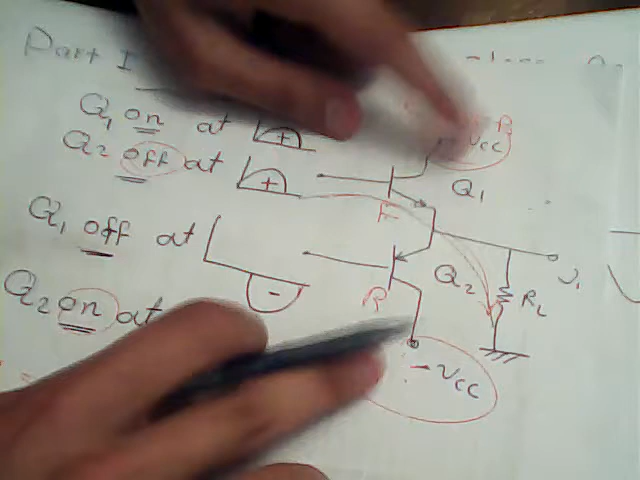 Part I
Q1 on at +
Q2 off at +
Q1 off at -
Q2 on at
VCC
Q1
F
Q2
R
RL
-VCC